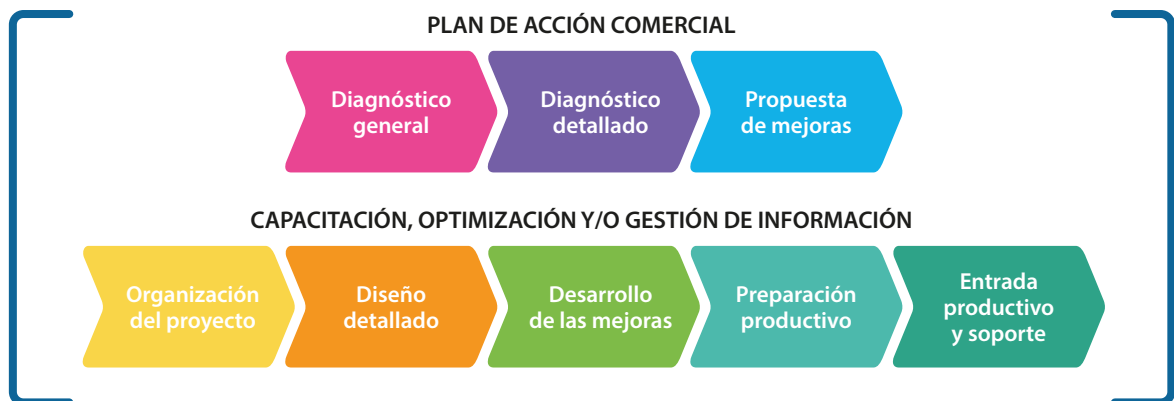 PLAN DE ACCIÓN COMERCIAL
Diagnóstico
general
Diagnóstico
detallado
Propuesta
de mejoras
CAPACITACIÓN, OPTIMIZACIÓN Y/O GESTIÓN DE INFORMACIÓN
Organización
del proyecto
Diseño
detallado
Desarrollo
de las mejoras
Preparación
productivo
Entrada
productivo
y soporte